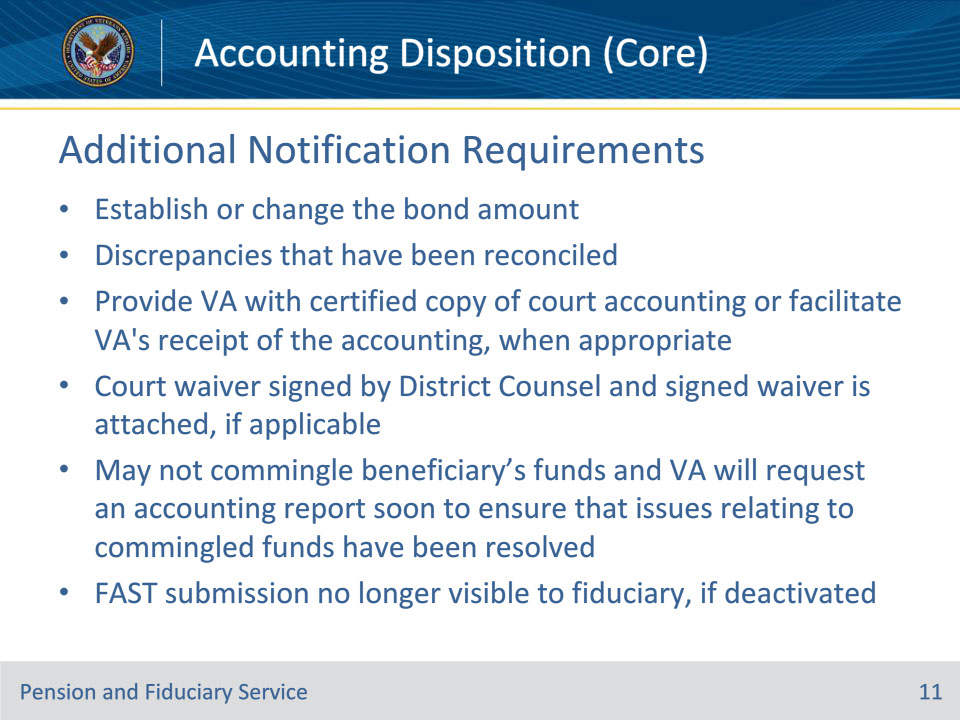 Accounting Disposition (Core)
Additional Notification Requirements
• Establish or change the bond amount
• Discrepancies that have been reconciled
• Provide VA with certified copy of court accounting or facilitate
VA's receipt of the accounting, when appropriate
• Court waiver signed by District Counsel and signed waiver is
attached, if applicable
• May not commingle beneficiary’s funds and VA will request
an accounting report soon to ensure that issues relating to
commingled funds have been resolved
• FAST submission no longer visible to fiduciary, if deactivated
Pension and Fiduciary Service
11